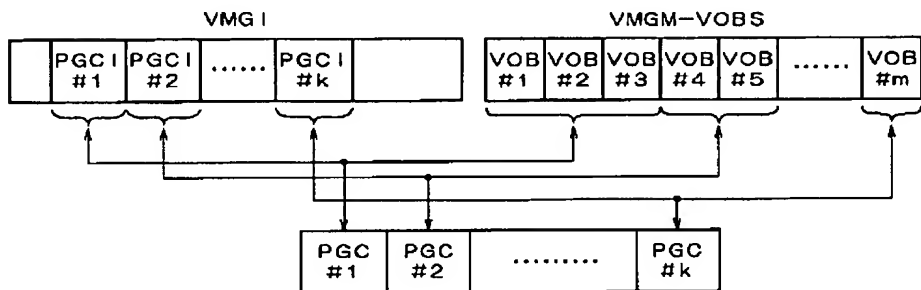 VMGI
VMGM-VOBS
PGCI
#1
PGCI
#2
......
PGCI
#k
VOB
#1
VOB
#2
VOB
#3
VOB
#4
VOB
#5
......
VOB
#m
PGC
#1
PGC
#2
.........
PGC
#k